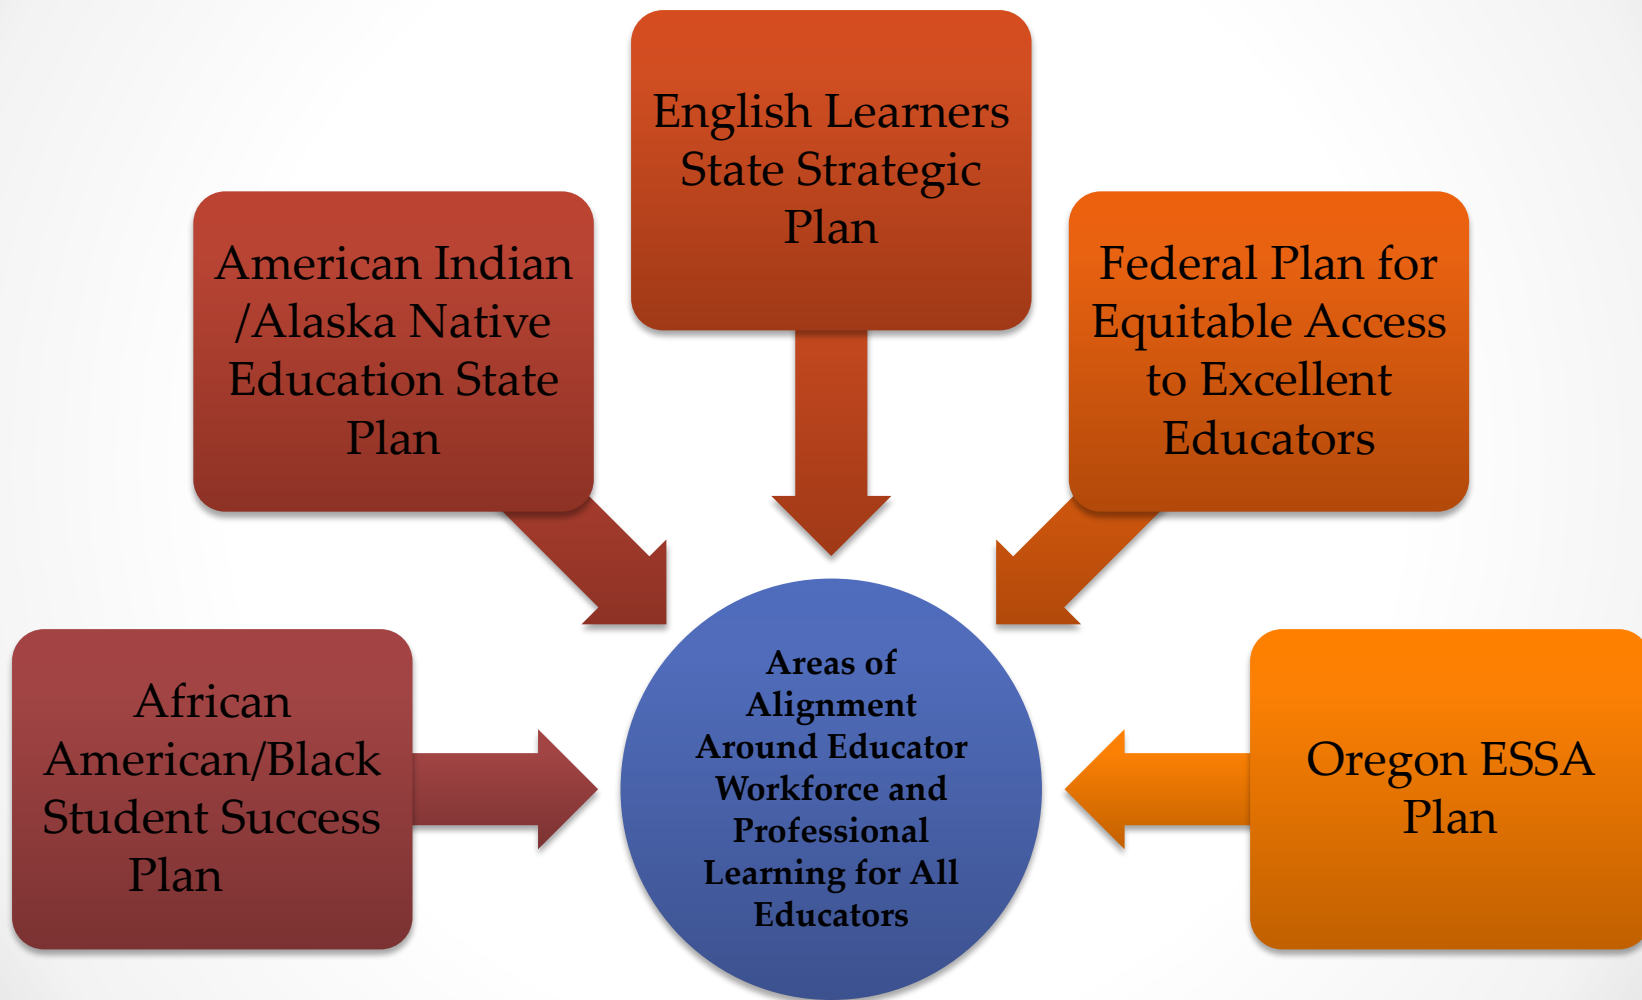 English Learners
State Strategic
Plan
American Indian
/Alaska Native
Education State
Plan
Federal Plan for
Equitable Access
to Excellent
Educators
African
American/Black
Student Success
Plan
Areas of
Alignment
Around Educator
Workforce and
Professional
Learning for All
Educators
Oregon ESSA
Plan